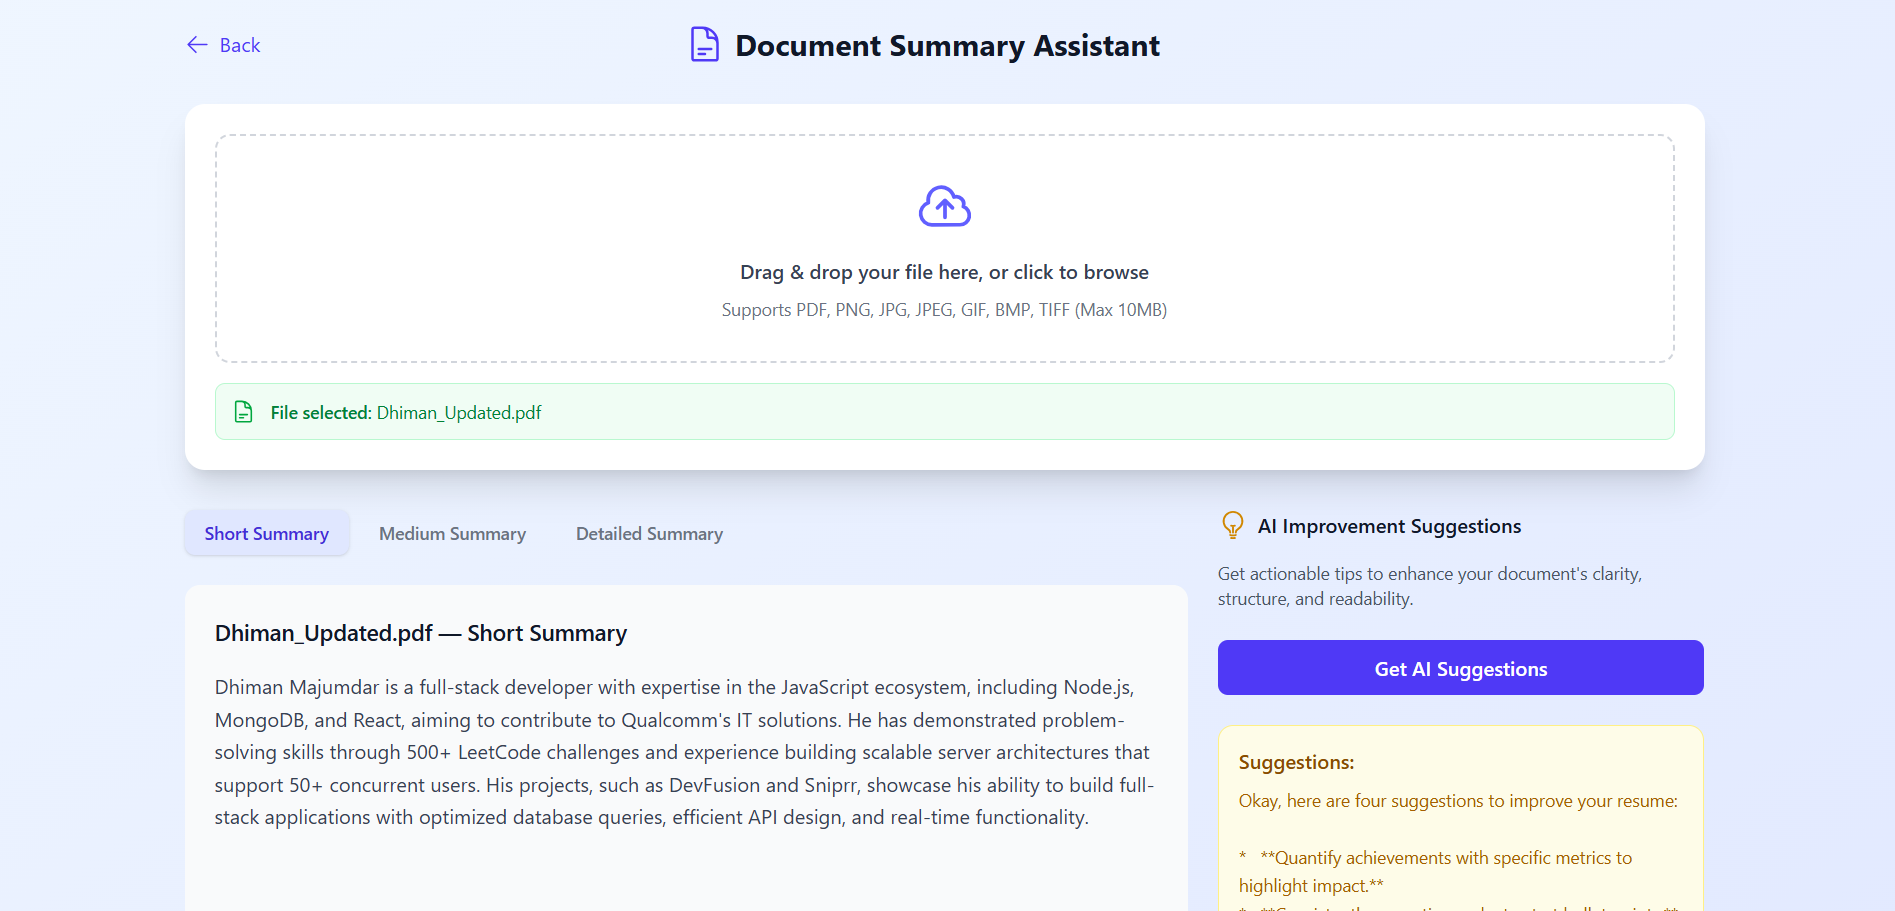 Back
Document Summary Assistant
Drag & drop your file here, or click to browse
Supports PDF, PNG, JPG, JPEG, GIF, BMP, TIFF (Max 10MB)
File selected: Dhiman_Updated.pdf
Short Summary
Medium Summary
Detailed Summary
Dhiman_Updated.pdf — Short Summary
Dhiman Majumdar is a full-stack developer with expertise in the JavaScript ecosystem, including Node.js,
MongoDB, and React, aiming to contribute to Qualcomm's IT solutions. He has demonstrated problem-
solving skills through 500+ LeetCode challenges and experience building scalable server architectures that
support 50+ concurrent users. His projects, such as DevFusion and Sniprr, showcase his ability to build full-
stack applications with optimized database queries, efficient API design, and real-time functionality.
AI Improvement Suggestions
Get actionable tips to enhance your document's clarity,
structure, and readability.
Get AI Suggestions
Suggestions:
Okay, here are four suggestions to improve your resume:
*   **Quantify achievements with specific metrics to
highlight impact.**